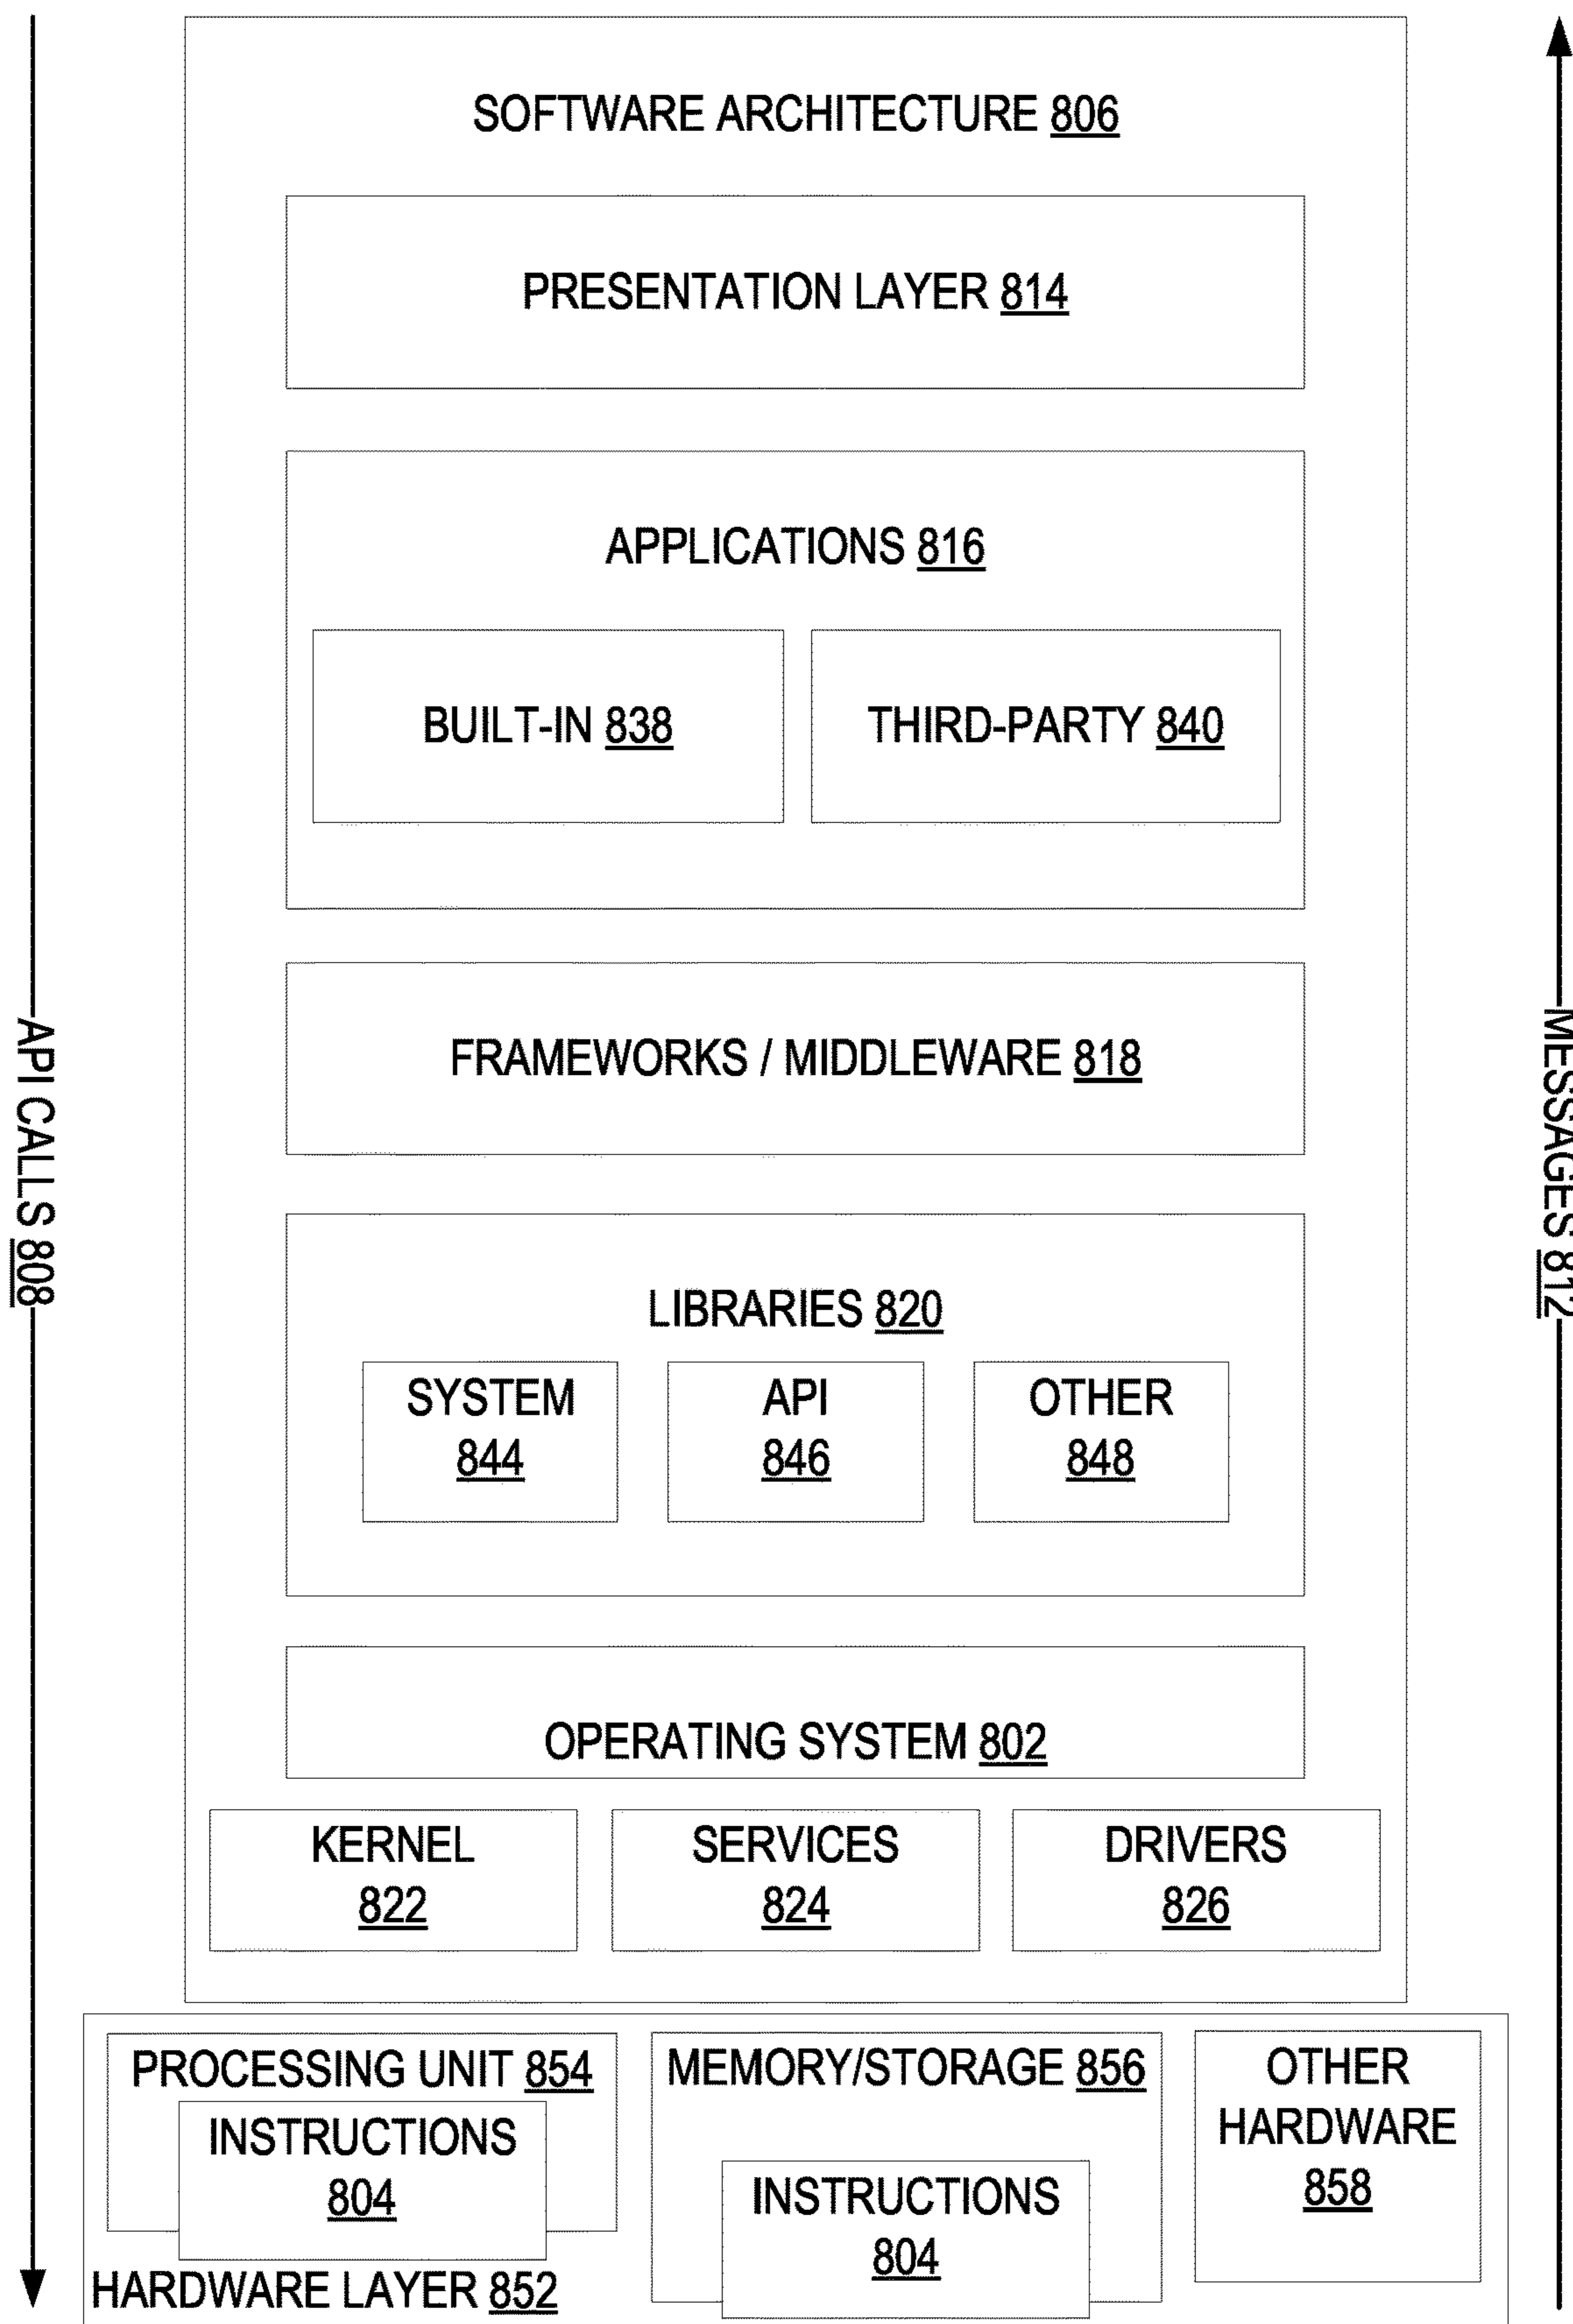 SOFTWARE ARCHITECTURE 806
PRESENTATION LAYER 814
APPLICATIONS 816
BUILT-IN 838
THIRD-PARTY 840
FRAMEWORKS / MIDDLEWARE 818
API CALLS 808
MESSAGES 812
LIBRARIES 820
SYSTEM
844
API
846
OTHER
848
OPERATING SYSTEM 802
KERNEL
822
SERVICES
824
DRIVERS
826
PROCESSING UNIT 854
INSTRUCTIONS
804
MEMORY/STORAGE 856
INSTRUCTIONS
804
OTHER
HARDWARE
858
HARDWARE LAYER 852